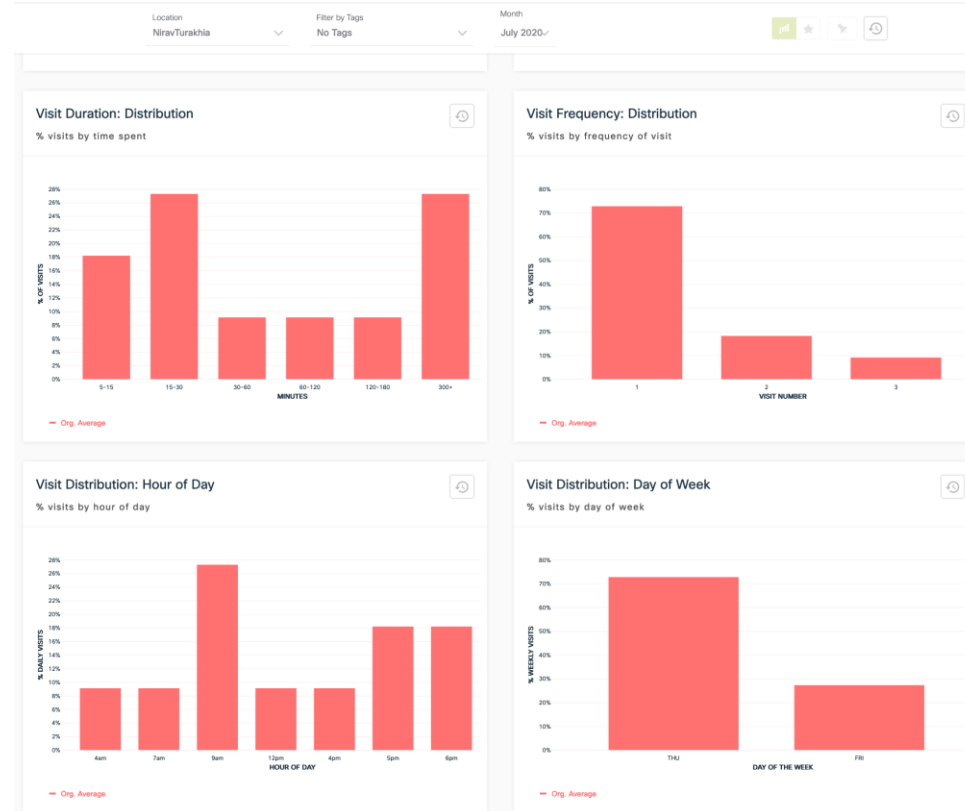 Location
Filter by Tags
Month
NiravTurakhia
No Tags
July 2020
Visit Duration: Distribution
% visits by time spent
28%
26%
24%
22%
20%
18%
16%
14%
12%
10%
8%
6%
4%
2%
0%
% OF VISITS
5-15
15-30
30-60
60-120
120-180
300+
MINUTES
Org. Average
Visit Frequency: Distribution
% visits by frequency of visit
80%
70%
60%
50%
40%
30%
20%
10%
0%
% OF VISITS
1
2
3
VISIT NUMBER
Org. Average
Visit Distribution: Hour of Day
% visits by hour of day
28%
26%
24%
22%
20%
18%
16%
14%
12%
10%
8%
6%
4%
2%
0%
% DAILY VISITS
4am
7am
9am
12pm
4pm
5pm
6pm
HOUR OF DAY
Org. Average
Visit Distribution: Day of Week
% visits by day of week
80%
70%
60%
50%
40%
30%
20%
10%
0%
% WEEKLY VISITS
THU
FRI
DAY OF THE WEEK
Org. Average